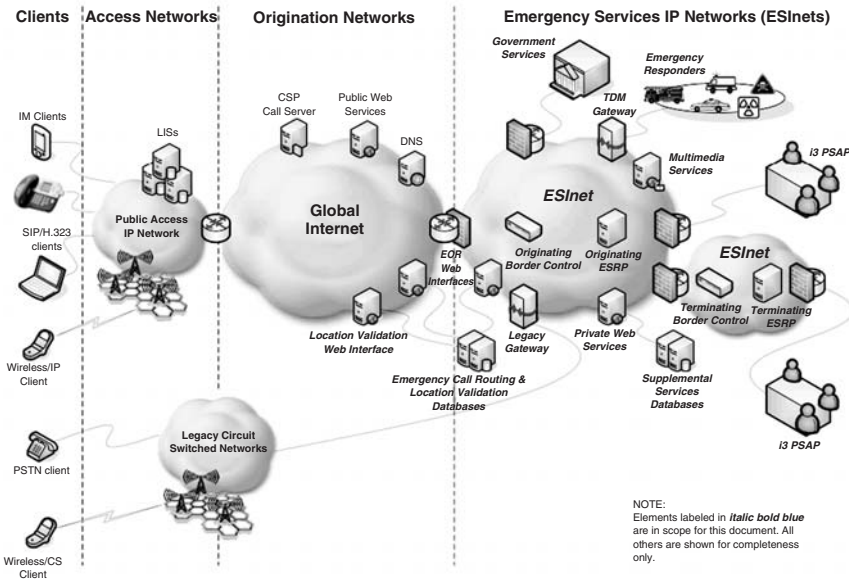 Clients
Access Networks
Origination Networks
Emergency Services IP Networks (ESInets)
Government
Services
Emergency
Responders
CSP
Call Server
Public Web
Services
TDM
Gateway
IM Clients
LISs
DNS
i3 PSAP
Multimedia
Services
ESInet
Public Access
IP Network
Global
Internet
SIP/H.323
clients
EQR
Web
Interfaces
Originating
Border Control
Originating
ESRP
ESInet
Terminating
Border Control
Terminating
ESRP
Location Validation
Web Interface
Legacy
Gateway
Private Web
Services
Wireless/IP
Client
Emergency Call Routing &
Location Validation
Databases
Supplemental
Services
Databases
Legacy Circuit
Switched Networks
i3 PSAP
PSTN client
NOTE:
Elements labeled in italic bold blue
are in scope for this document. All
others are shown for completeness
only.
Wireless/CS
Client